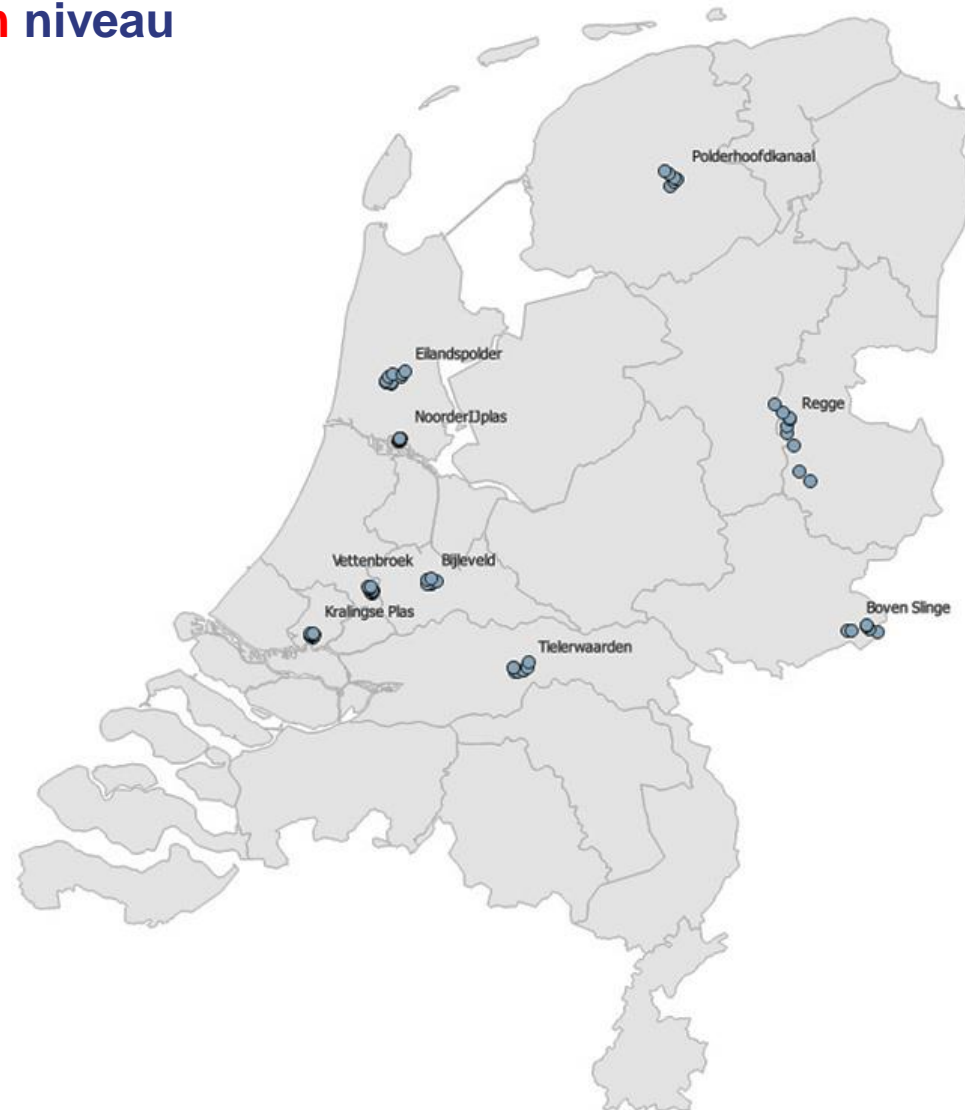 n niveau
Polderhoofdkanaal
Eilandspolder
Regge
NoorderIJplas
Vettenbroek
Bijleveld
Kralingse Plas
Boven Slinge
Tielerwaarden